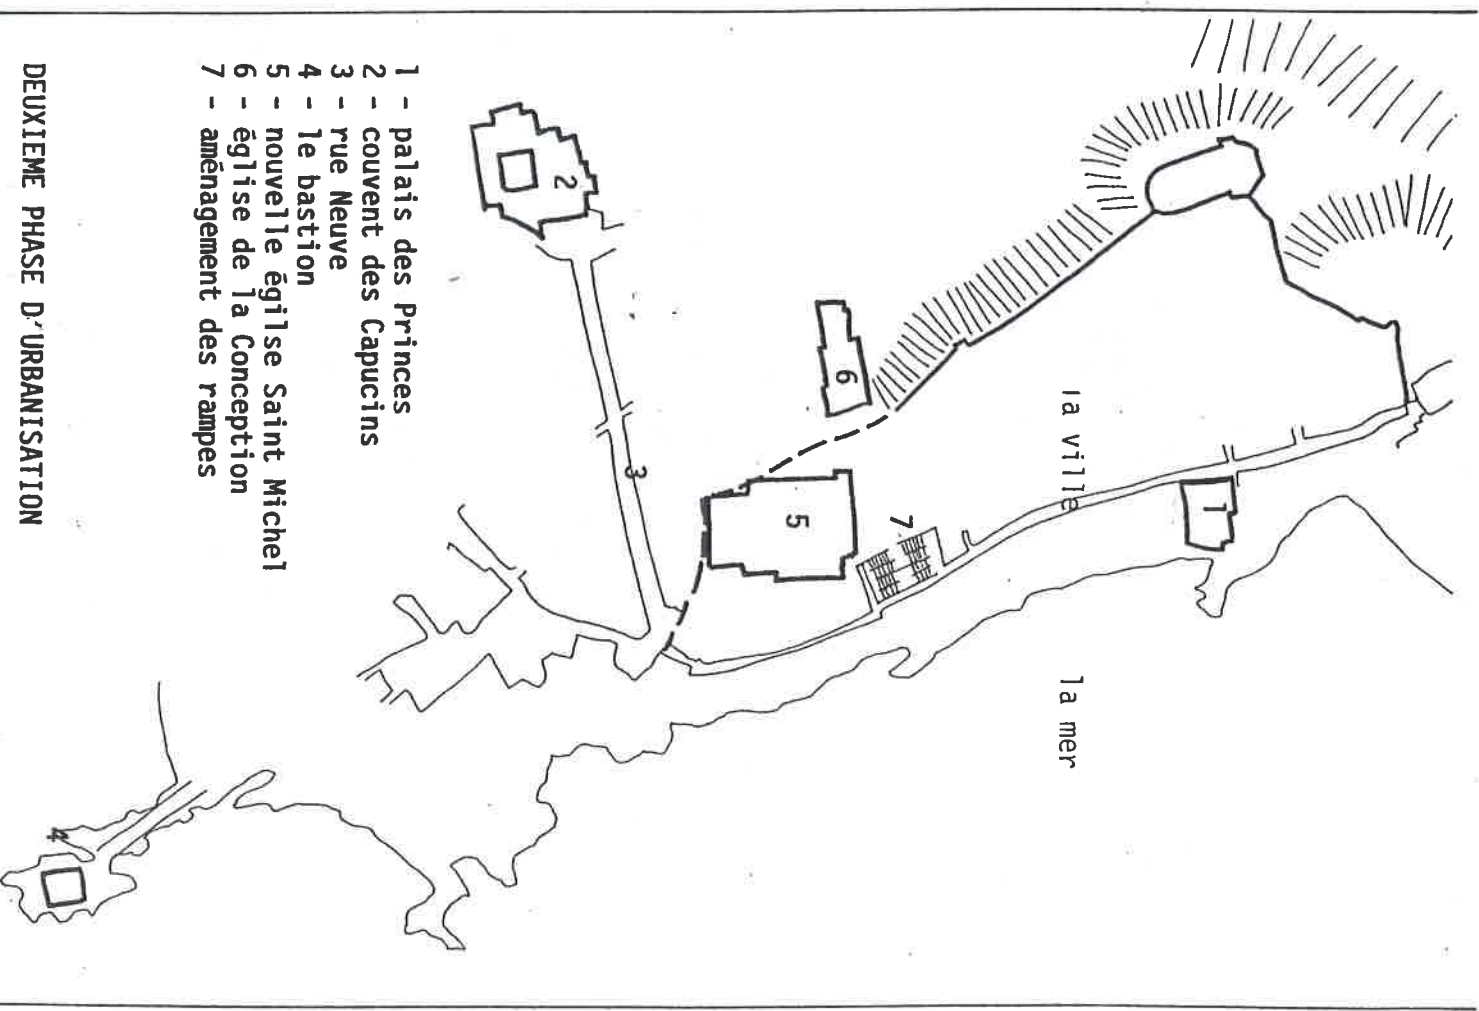 la ville
la mer
1
2
3
4
5
6
7
1 - palais des Princes
2 - couvent des Capucins
3 - rue Neuve
4 - le bastion
5 - nouvelle égilse Saint Michel
6 - église de la Conception
7 - aménagement des rampes
DEUXIEME PHASE D'URBANISATION